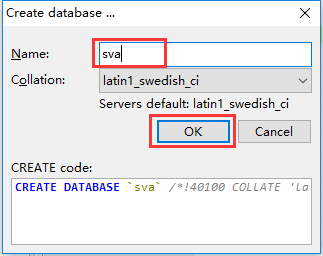 Create database ...
Name: sva
Collation: latin1_swedish_ci
Servers default: latin1_swedish_ci
OK Cancel
CREATE code:
CREATE DATABASE `sva` /*!40100 COLLATE 'la